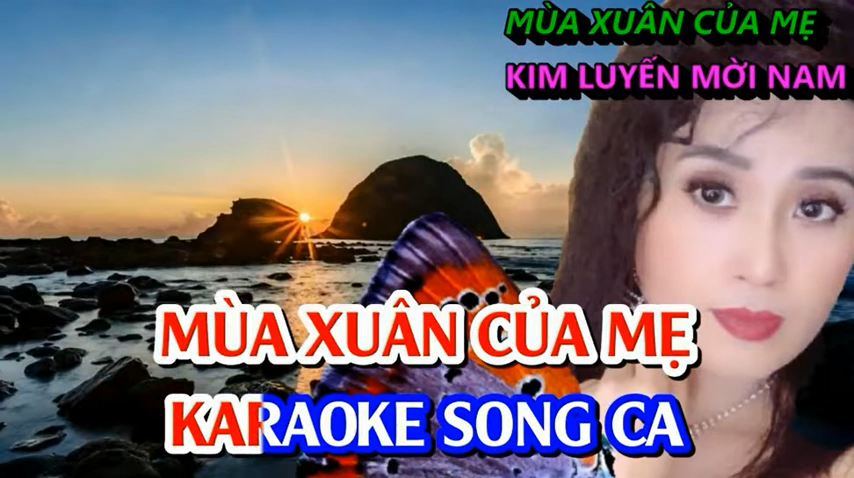 MÙA XUÂN CỦA MẸ
KIM LUYẾN MỜI NAM
MÙA XUÂN CỦA MẸ
KARAOKE SONG CA